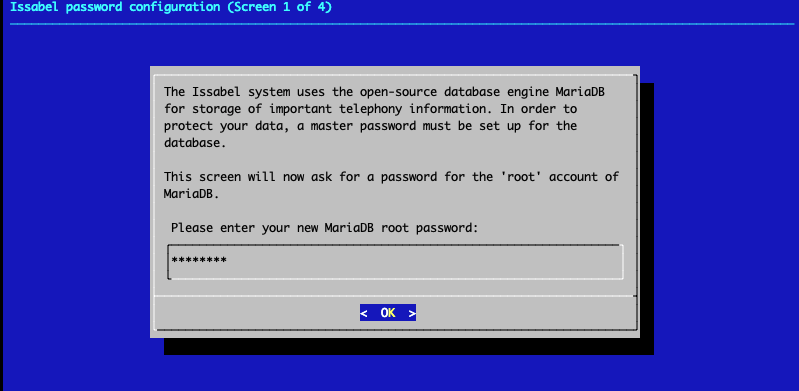 Issabel password configuration (Screen 1 of 4)
The Issabel system uses the open-source database engine MariaDB
for storage of important telephony information. In order to
protect your data, a master password must be set up for the
database.
This screen will now ask for a password for the 'root' account of
MariaDB.
Please enter your new MariaDB root password:
********
< OK >